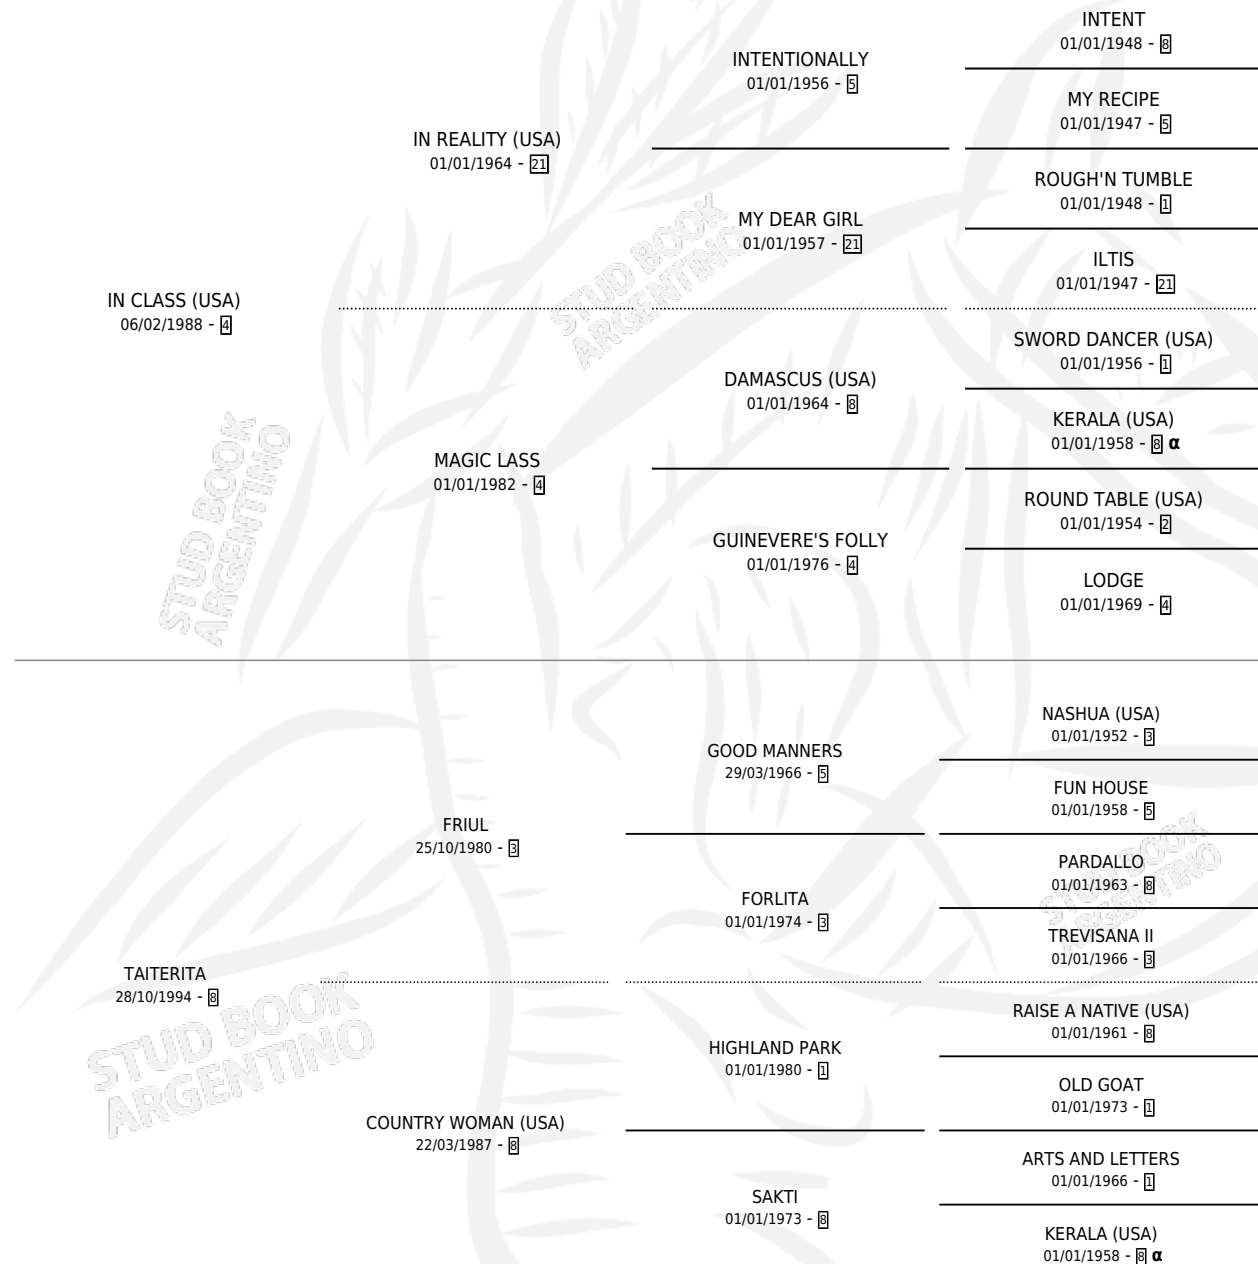 INTENT
01/01/1948 - 8
INTENTIONALLY
01/01/1956 - 5
MY RECIPE
01/01/1947 - 5
IN REALITY (USA)
01/01/1964 - 21
ROUGH'N TUMBLE
01/01/1948 - 1
MY DEAR GIRL
01/01/1957 - 21
ILTIS
01/01/1947 - 21
IN CLASS (USA)
06/02/1988 - 4
SWORD DANCER (USA)
01/01/1956 - 1
DAMASCUS (USA)
01/01/1964 - 8
KERALA (USA)
01/01/1958 - 8 α
MAGIC LASS
01/01/1982 - 4
ROUND TABLE (USA)
01/01/1954 - 2
GUINEVERE'S FOLLY
01/01/1976 - 4
LODGE
01/01/1969 - 4
NASHUA (USA)
01/01/1952 - 3
GOOD MANNERS
29/03/1966 - 5
FUN HOUSE
01/01/1958 - 5
FRIUL
25/10/1980 - 3
PARDALLO
01/01/1963 - 8
FORLITA
01/01/1974 - 3
TREVISANA II
01/01/1966 - 3
TAITERITA
28/10/1994 - 8
RAISE A NATIVE (USA)
01/01/1961 - 8
HIGHLAND PARK
01/01/1980 - 1
OLD GOAT
01/01/1973 - 1
COUNTRY WOMAN (USA)
22/03/1987 - 8
ARTS AND LETTERS
01/01/1966 - 1
SAKTI
01/01/1973 - 8
KERALA (USA)
01/01/1958 - 8 α
STUD BOOK
ARGENTINO
STUD BOOK
ARGENTINO
STUD BOOK
ARGENTINO
STUD BOOK
ARGENTINO